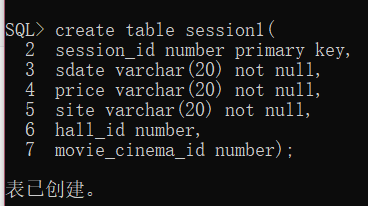 SQL> create table session1(
  2  session_id number primary key,
  3  sdate varchar(20) not null,
  4  price varchar(20) not null,
  5  site varchar(20) not null,
  6  hall_id number,
  7  movie_cinema_id number);
表已创建。